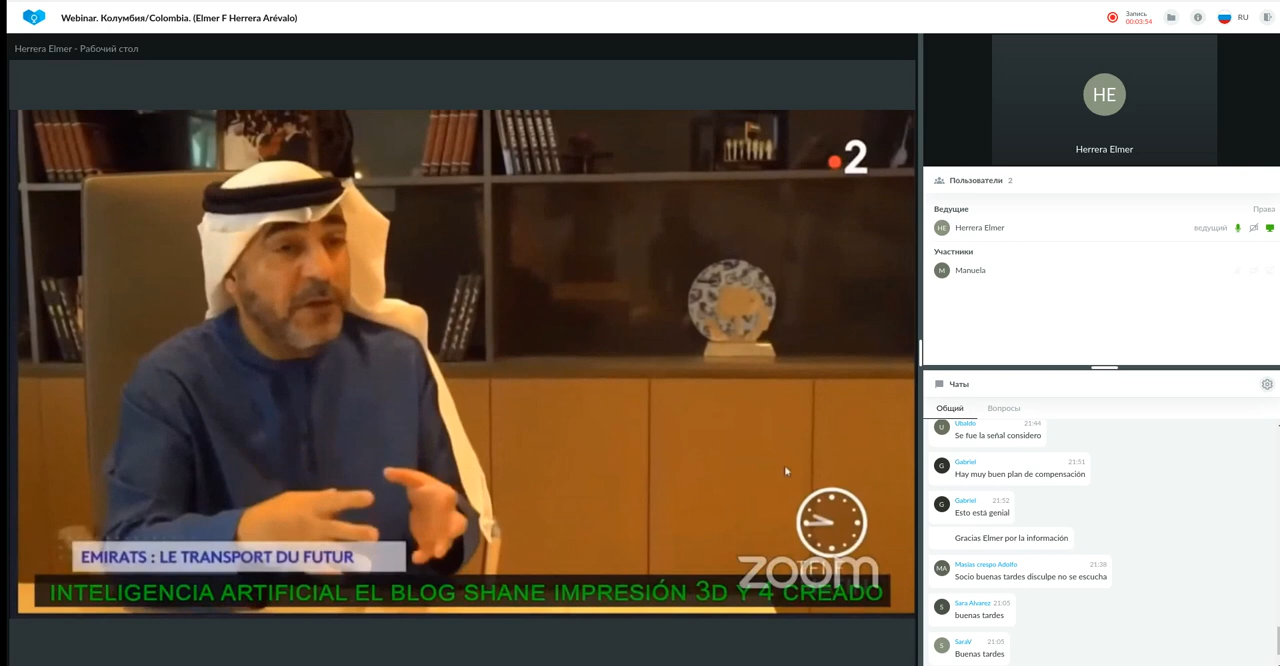 Webinar. Колумбия/Colombia. (Elmer F Herrera Arévalo)
Запись
00:03:54
RU
Herrera Elmer - Рабочий стол
2
EMIRATS : LE TRANSPORT DU FUTUR
zoom
INTELIGENCIA ARTIFICIAL EL BLOG SHANE IMPRESIÓN 3D Y 4 CREADO
HE
Herrera Elmer
Пользователи 2
Ведущие Права
HE Herrera Elmer ведущий
Участники
M Manuela
Чаты
Общий Вопросы
U Ubaldo 21:44
Se fue la señal considero
G Gabriel 21:51
Hay muy buen plan de compensación
G Gabriel 21:52
Esto está genial
Gracias Elmer por la información
MA Masias crespo Adolfo 21:38
Socio buenas tardes disculpe no se escucha
S Sara Alvarez 21:05
buenas tardes
S SaraV 21:05
Buenas tardes